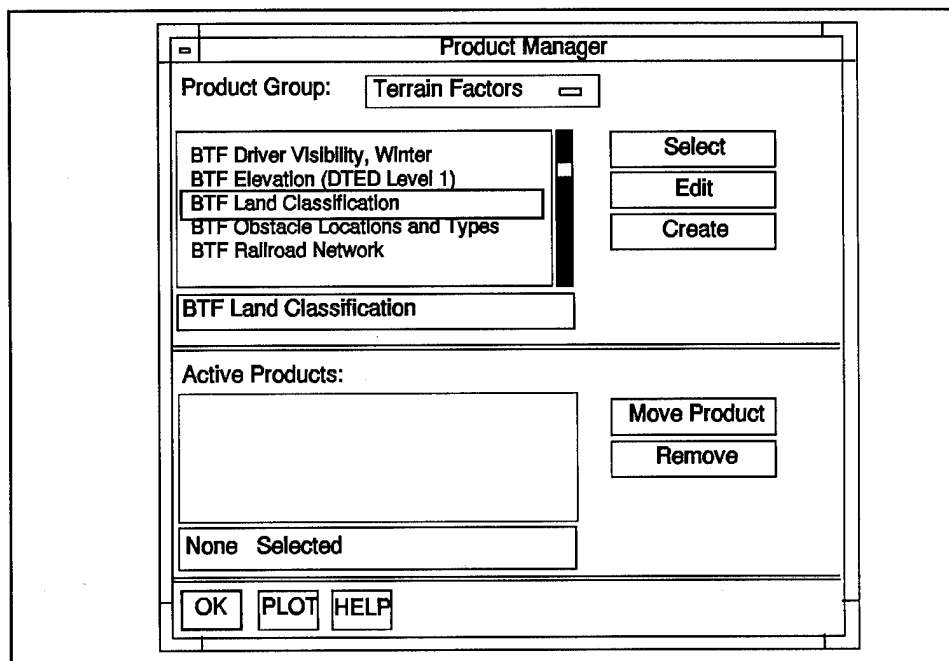 Product Manager
Product Group: Terrain Factors
BTF Driver Visibility, Winter
BTF Elevation (DTED Level 1)
BTF Land Classification
BTF Obstacle Locations and Types
BTF Railroad Network
Select
Edit
Create
BTF Land Classification
Active Products:
Move Product
Remove
None Selected
OK PLOT HELP